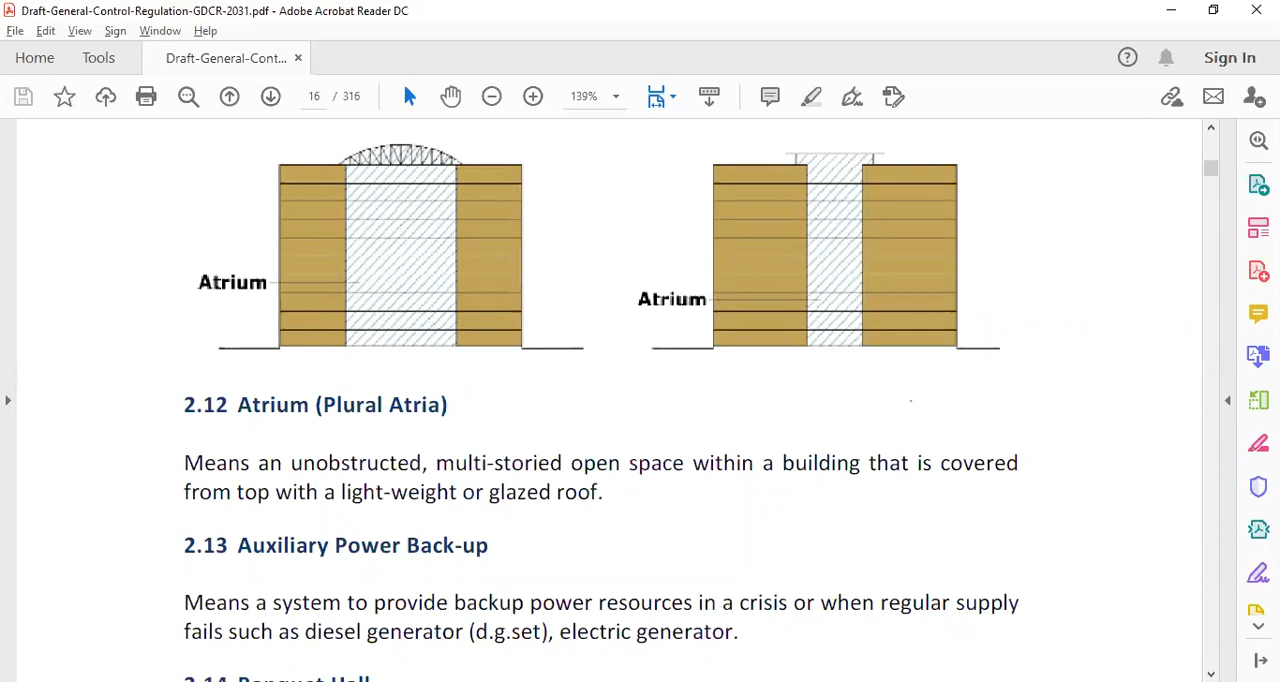 Draft-General-Control-Regulation-GDCR-2031.pdf - Adobe Acrobat Reader DC
File Edit View Sign Window Help
Home Tools Draft-General-Cont... × Sign In
16 / 316 139%
Atrium
Atrium
2.12 Atrium (Plural Atria)
Means an unobstructed, multi-storied open space within a building that is covered
from top with a light-weight or glazed roof.
2.13 Auxiliary Power Back-up
Means a system to provide backup power resources in a crisis or when regular supply
fails such as diesel generator (d.g.set), electric generator.
2.14 Banquet Hall